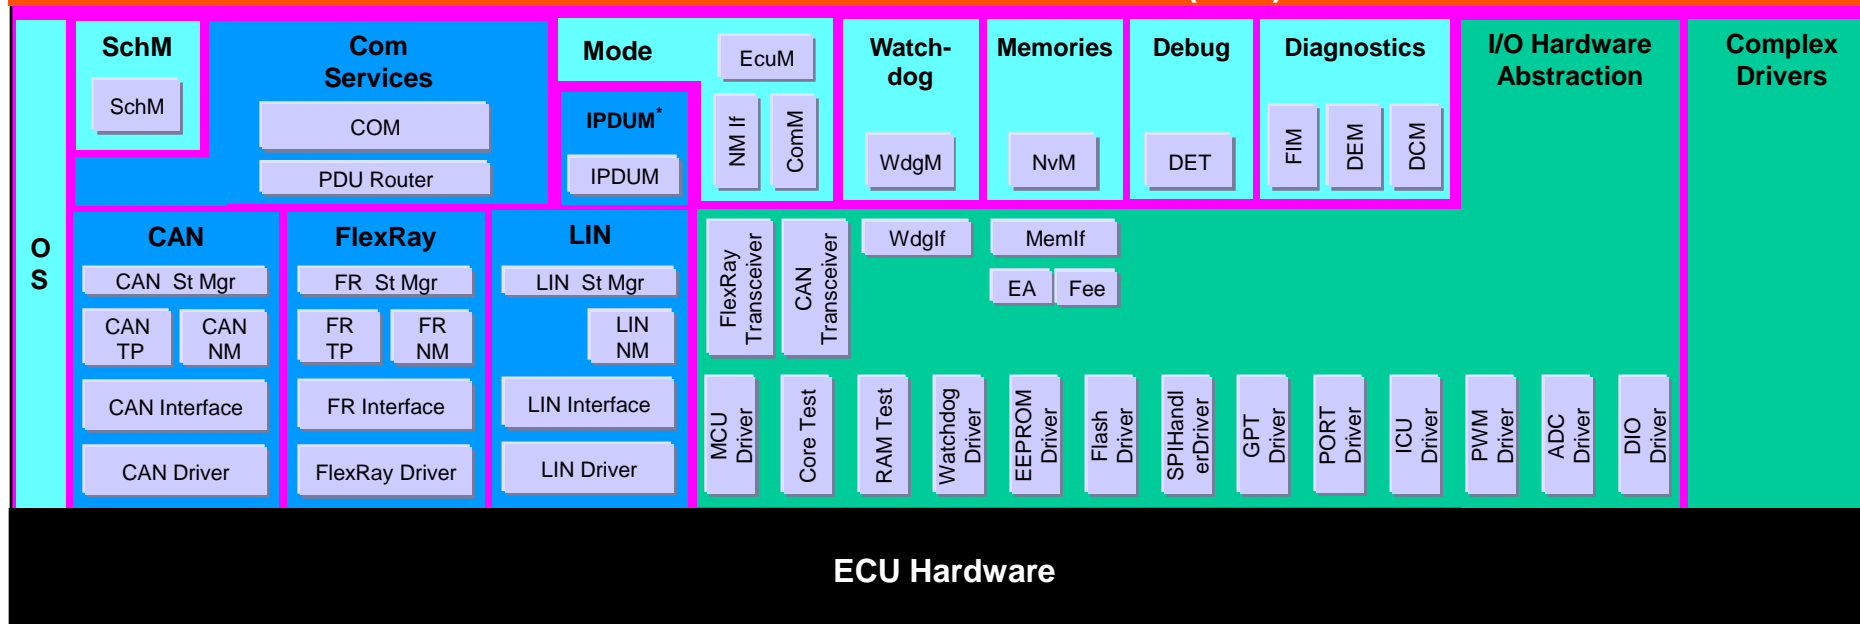 SchM
SchM
Com
Services
COM
PDU Router
Mode
EcuM
NM If
ComM
IPDUM*
IPDUM
Watch-
dog
WdgM
Memories
NvM
Debug
DET
Diagnostics
FIM
DEM
DCM
I/O Hardware
Abstraction
Complex
Drivers
O
S
CAN
CAN St Mgr
CAN
TP
CAN
NM
CAN Interface
CAN Driver
FlexRay
FR St Mgr
FR
TP
FR
NM
FR Interface
FlexRay Driver
LIN
LIN St Mgr
LIN
NM
LIN Interface
LIN Driver
FlexRay
Transceiver
CAN
Transceiver
WdgIf
MemIf
EA
Fee
MCU
Driver
Core Test
RAM Test
Watchdog
Driver
EEPROM
Driver
Flash
Driver
SPIHandl
erDriver
GPT
Driver
PORT
Driver
ICU
Driver
PWM
Driver
ADC
Driver
DIO
Driver
ECU Hardware